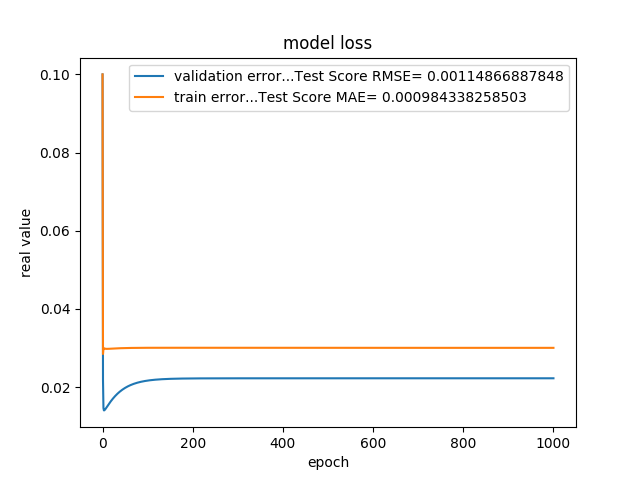 model loss
validation error...Test Score RMSE= 0.00114866887848
train error...Test Score MAE= 0.000984338258503
0.10
0.08
0.06
0.04
0.02
real value
0 200 400 600 800 1000
epoch